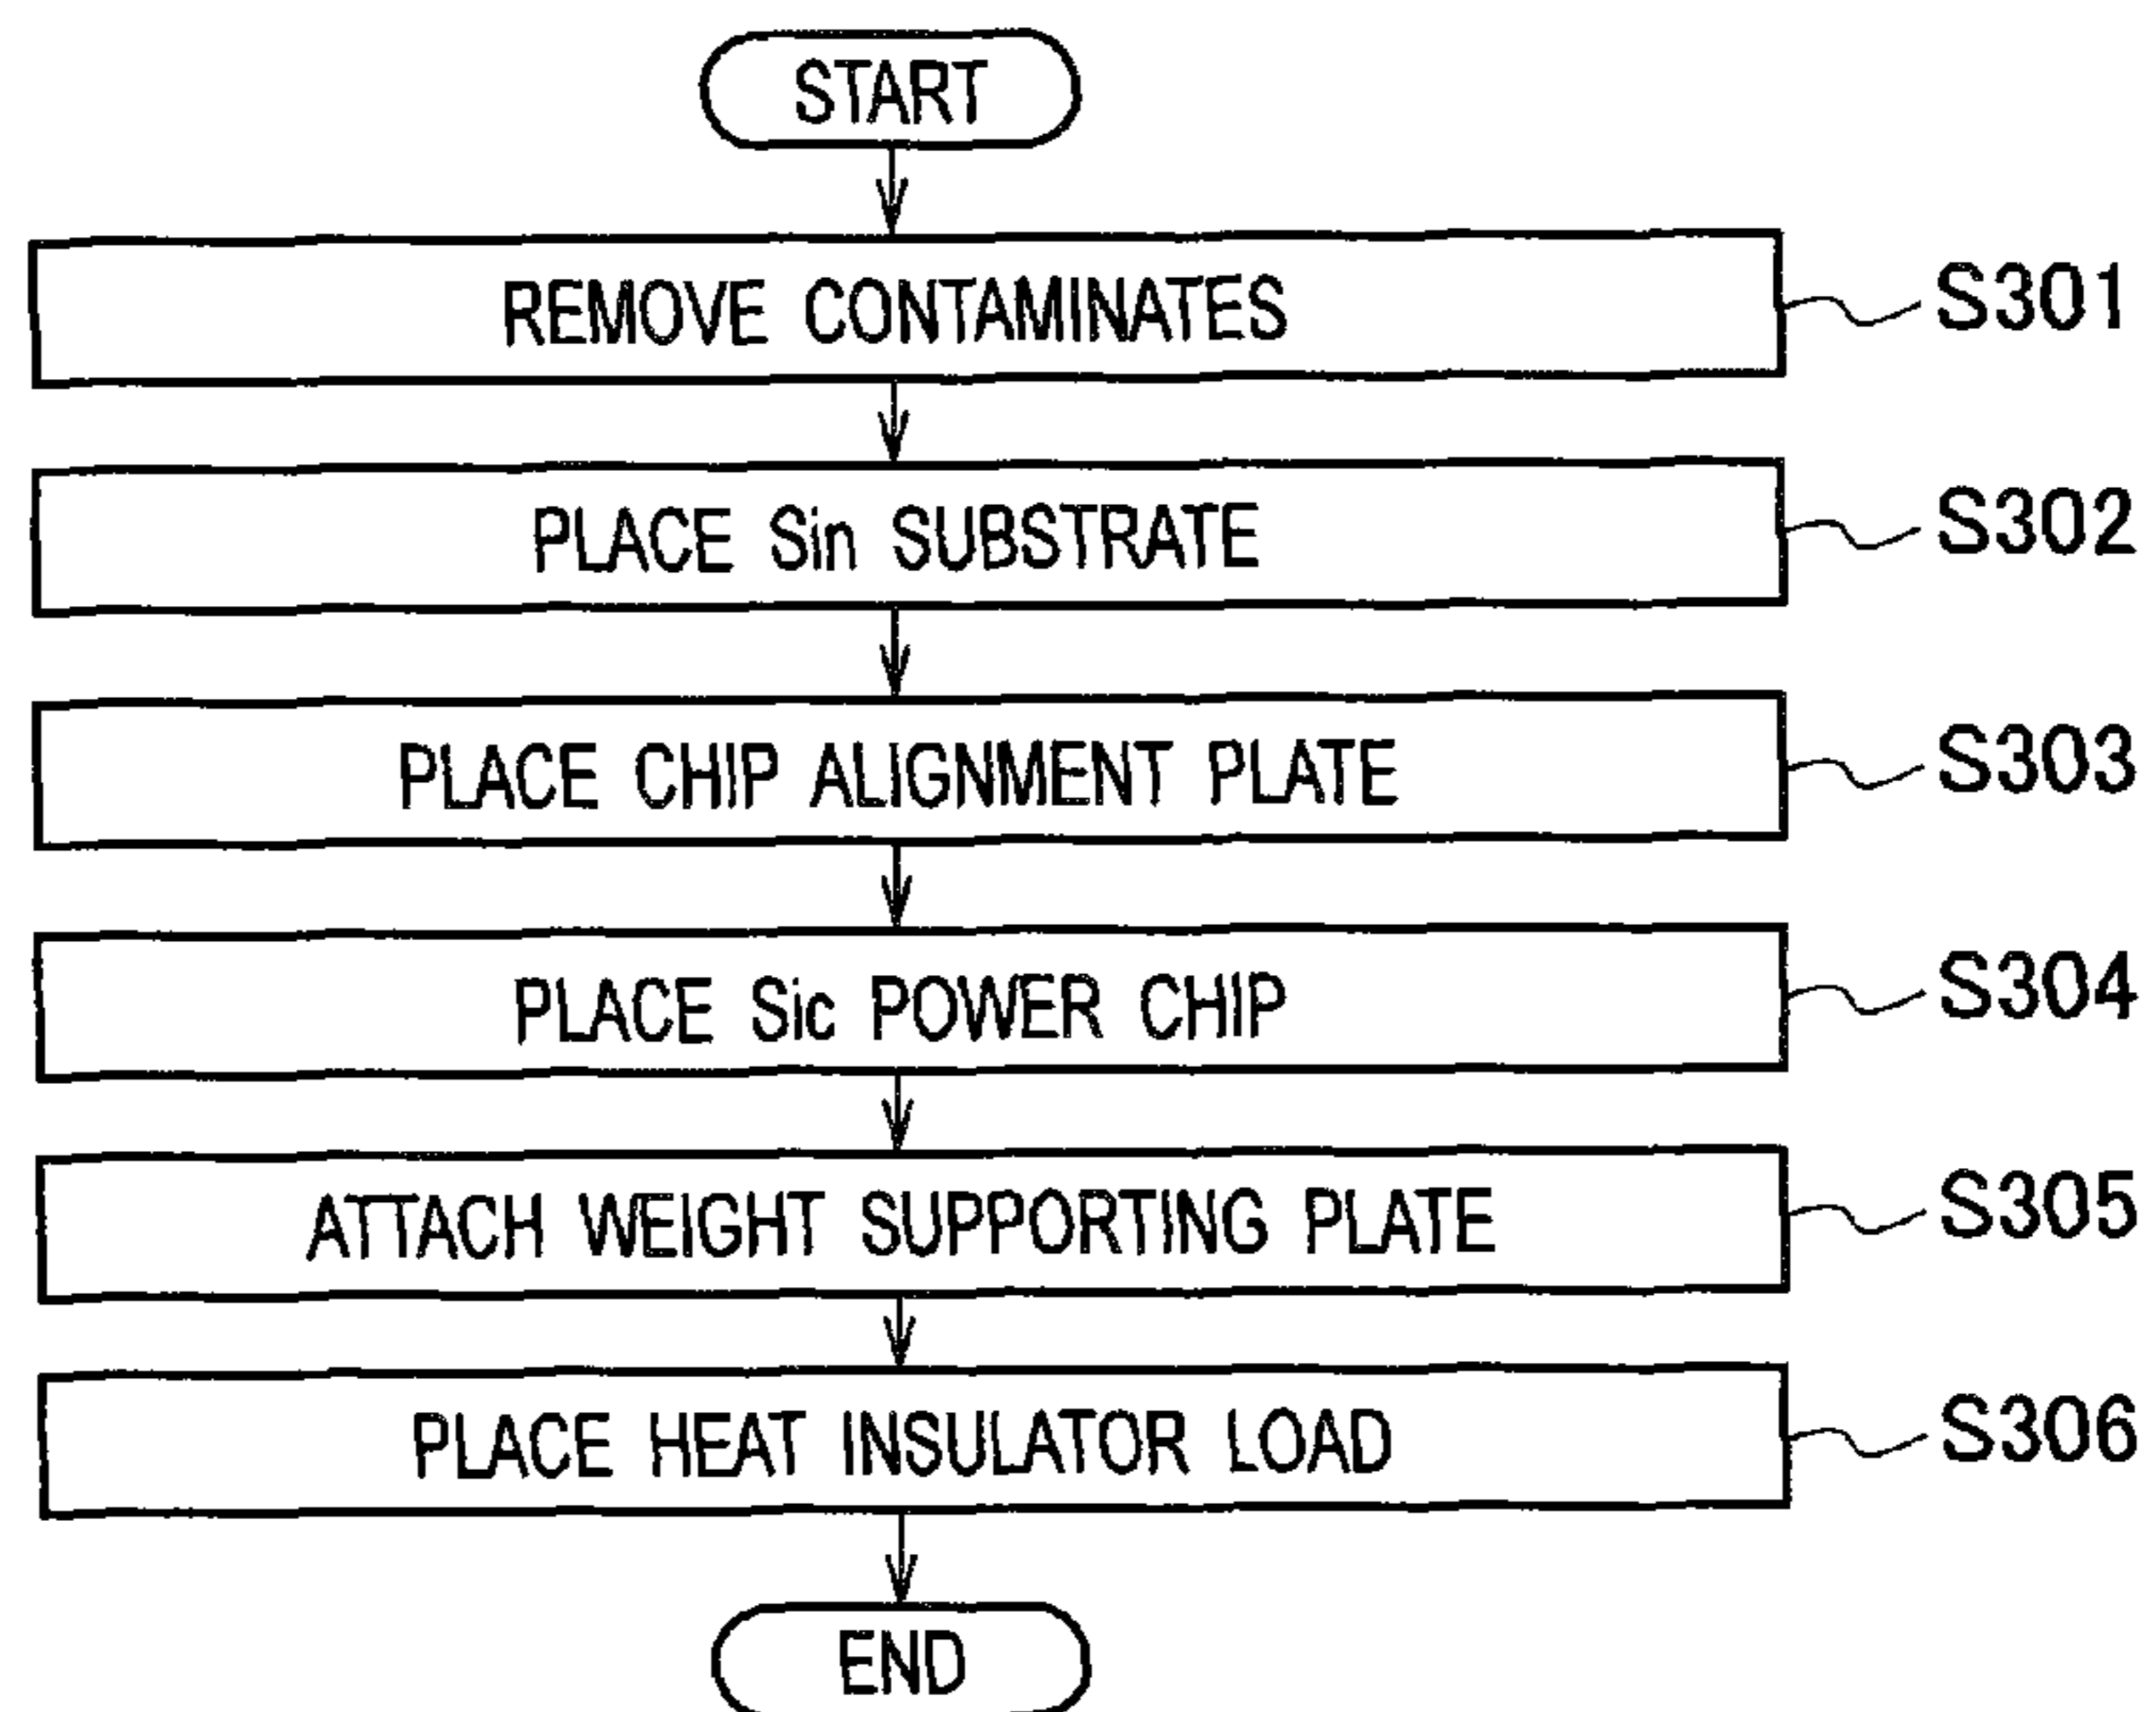 START
REMOVE CONTAMINATES S301
PLACE Sin SUBSTRATE S302
PLACE CHIP ALIGNMENT PLATE S303
PLACE Sic POWER CHIP S304
ATTACH WEIGHT SUPPORTING PLATE S305
PLACE HEAT INSULATOR LOAD S306
END